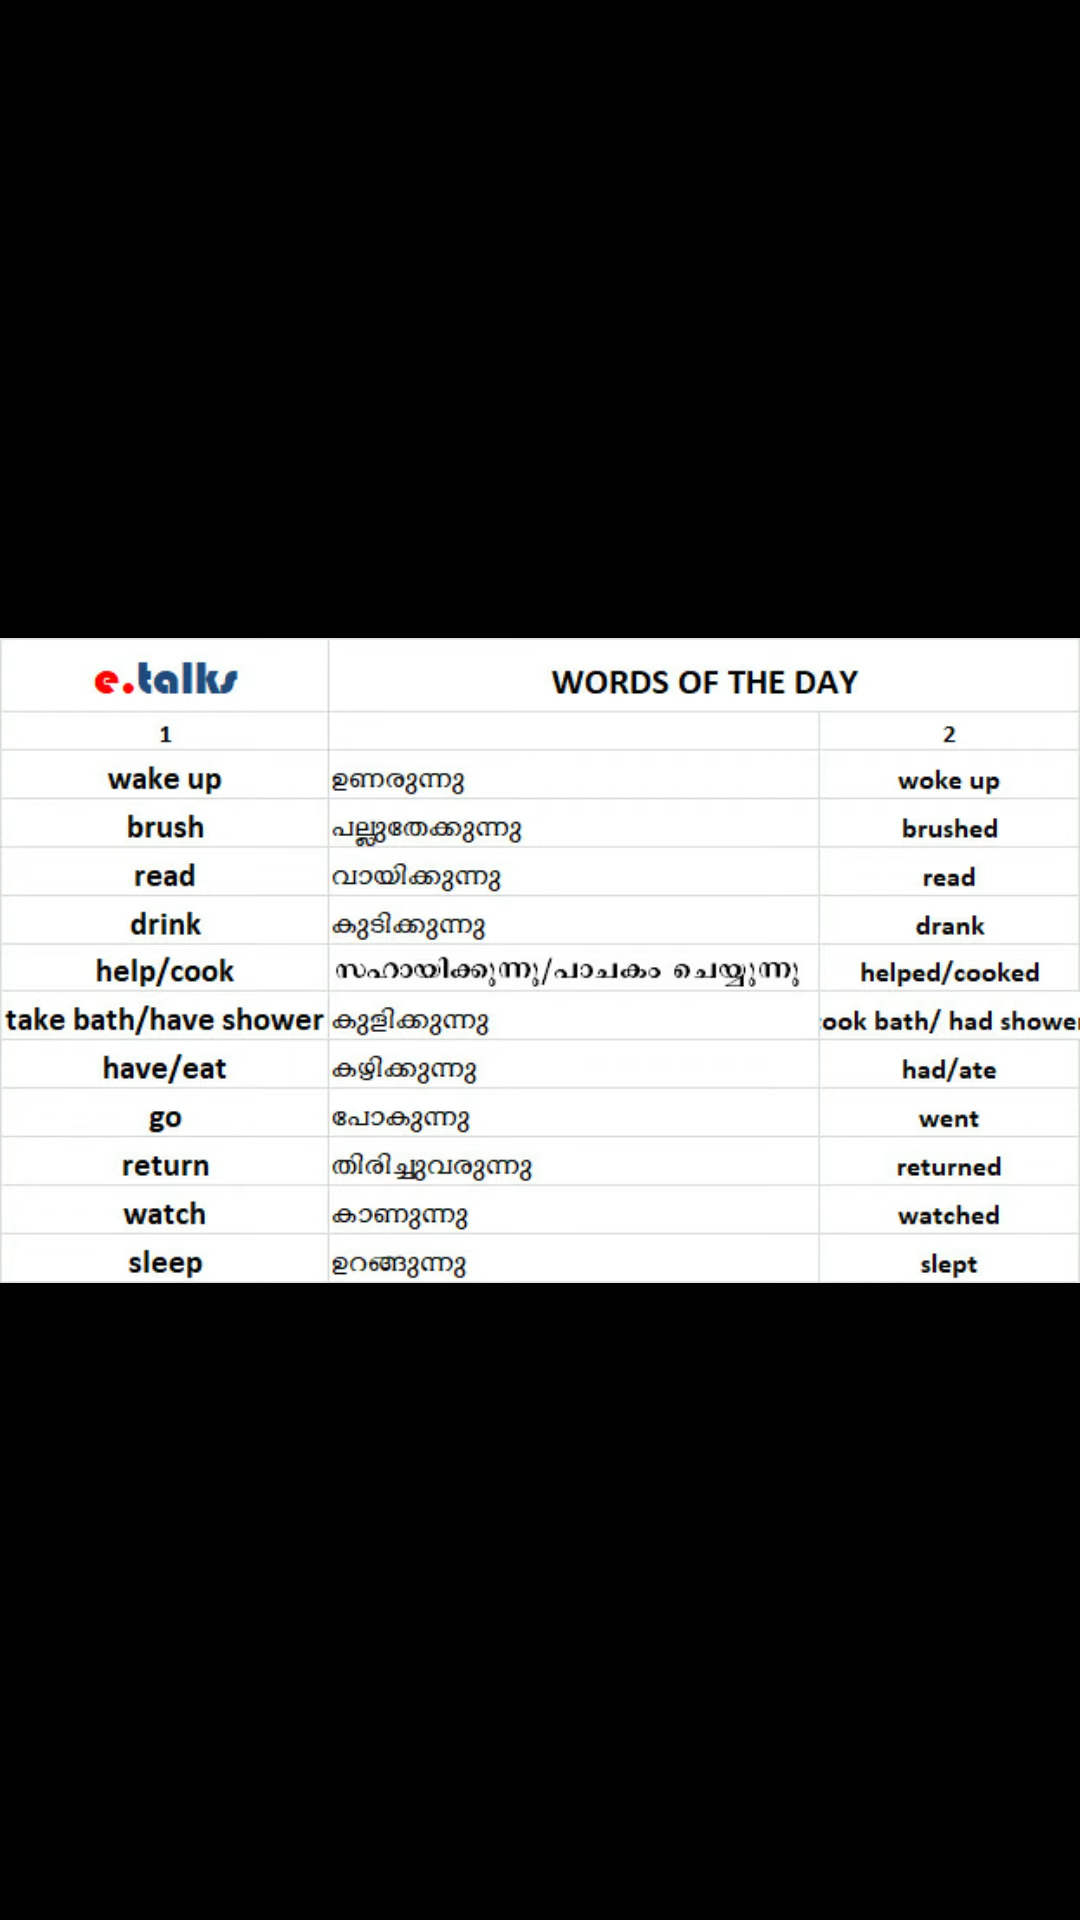 e.talks WORDS OF THE DAY
1 2
wake up ഉണരുന്നു woke up
brush പല്ലുതേക്കുന്നു brushed
read വായിക്കുന്നു read
drink കുടിക്കുന്നു drank
help/cook സഹായിക്കുന്നു/പാചകം ചെയ്യുന്നു helped/cooked
take bath/have shower കുളിക്കുന്നു ook bath/ had shower
have/eat കഴിക്കുന്നു had/ate
go പോകുന്നു went
return തിരിച്ചുവരുന്നു returned
watch കാണുന്നു watched
sleep ഉറങ്ങുന്നു slept